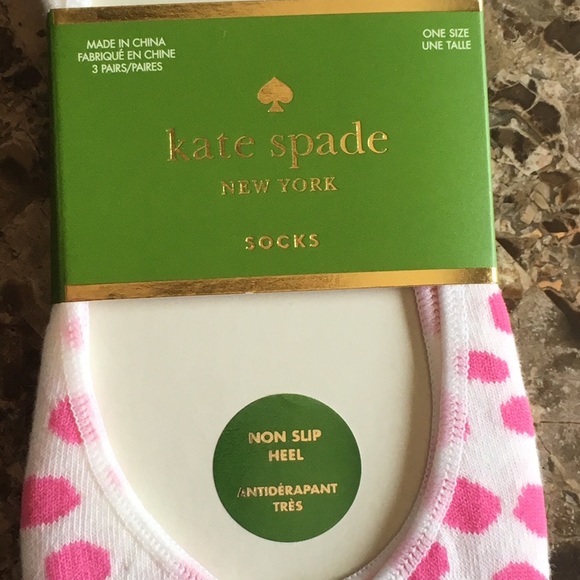 MADE IN CHINA
FABRIQUÉ EN CHINE
3 PAIRS/PAIRES
ONE SIZE
UNE TALLE
kate spade
NEW YORK
SOCKS
NON SLIP
HEEL
ANTIDÉRAPANT
TRÈS